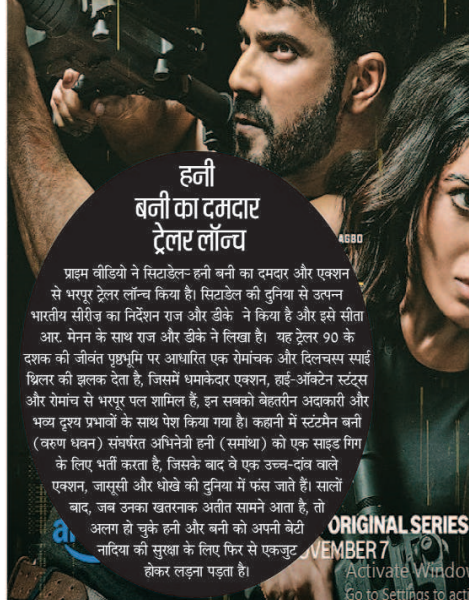 हनी
बनी का दमदार
ट्रेलर लॉन्च
AGBO
प्राइम वीडियो ने सिटाडेल- हनी बनी का दमदार और एक्शन
से भरपूर ट्रेलर लॉन्च किया है। सिटाडेल की दुनिया से उत्पन्न
भारतीय सीरीज का निर्देशन राज और डीके ने किया है और इसे सीता
आर. मेनन के साथ राज और डीके ने लिखा है। यह ट्रेलर 90 के
दशक की जीवंत पृष्ठभूमि पर आधारित एक रोमांचक और दिलचस्प स्पाई
थ्रिलर की झलक देता है, जिसमें धमाकेदार एक्शन, हाई-ऑक्टेन स्टंट्स
और रोमांच से भरपूर पल शामिल हैं, इन सबको बेहतरीन अदाकारी और
भव्य दृश्य प्रभावों के साथ पेश किया गया है। कहानी में स्टंटमैन बनी
(वरुण धवन) संघर्षरत अभिनेत्री हनी (समांथा) को एक साइड गिग
के लिए भर्ती करता है, जिसके बाद वे एक उच्च-दांव वाले
एक्शन, जासूसी और धोखे की दुनिया में फंस जाते हैं। सालों
बाद, जब उनका खतरनाक अतीत सामने आता है, तो
अलग हो चुके हनी और बनी को अपनी बेटी
नादिया की सुरक्षा के लिए फिर से एकजुट
होकर लड़ना पड़ता है।
ORIGINAL SERIES
VEMBER 7
Activate Window
Go to Settings to acti